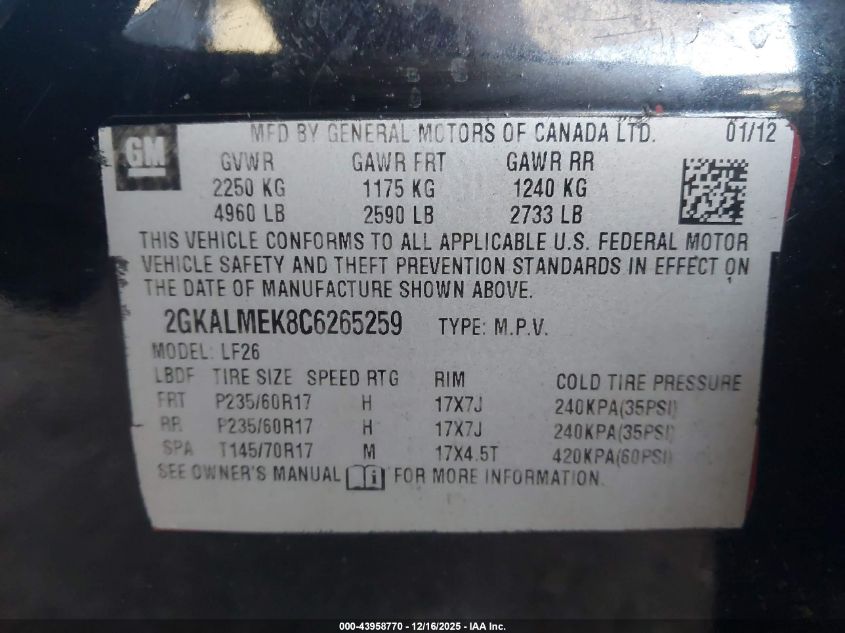 GM MFD BY GENERAL MOTORS OF CANADA LTD. 01/12
GVWR GAWR FRT GAWR RR
2250 KG 1175 KG 1240 KG
4960 LB 2590 LB 2733 LB
THIS VEHICLE CONFORMS TO ALL APPLICABLE U.S. FEDERAL MOTOR
VEHICLE SAFETY AND THEFT PREVENTION STANDARDS IN EFFECT ON
THE DATE OF MANUFACTURE SHOWN ABOVE.
2GKALMEK8C6265259 TYPE: M.P.V.
MODEL: LF26
LBDF TIRE SIZE SPEED RTG RIM COLD TIRE PRESSURE
FRT P235/60R17 H 17X7J 240KPA(35PSI)
RR P235/60R17 H 17X7J 240KPA(35PSI)
SPA T145/70R17 M 17X4.5T 420KPA(60PSI)
SEE OWNER'S MANUAL i FOR MORE INFORMATION.
000-43958770 - 12/16/2025 - IAA Inc.